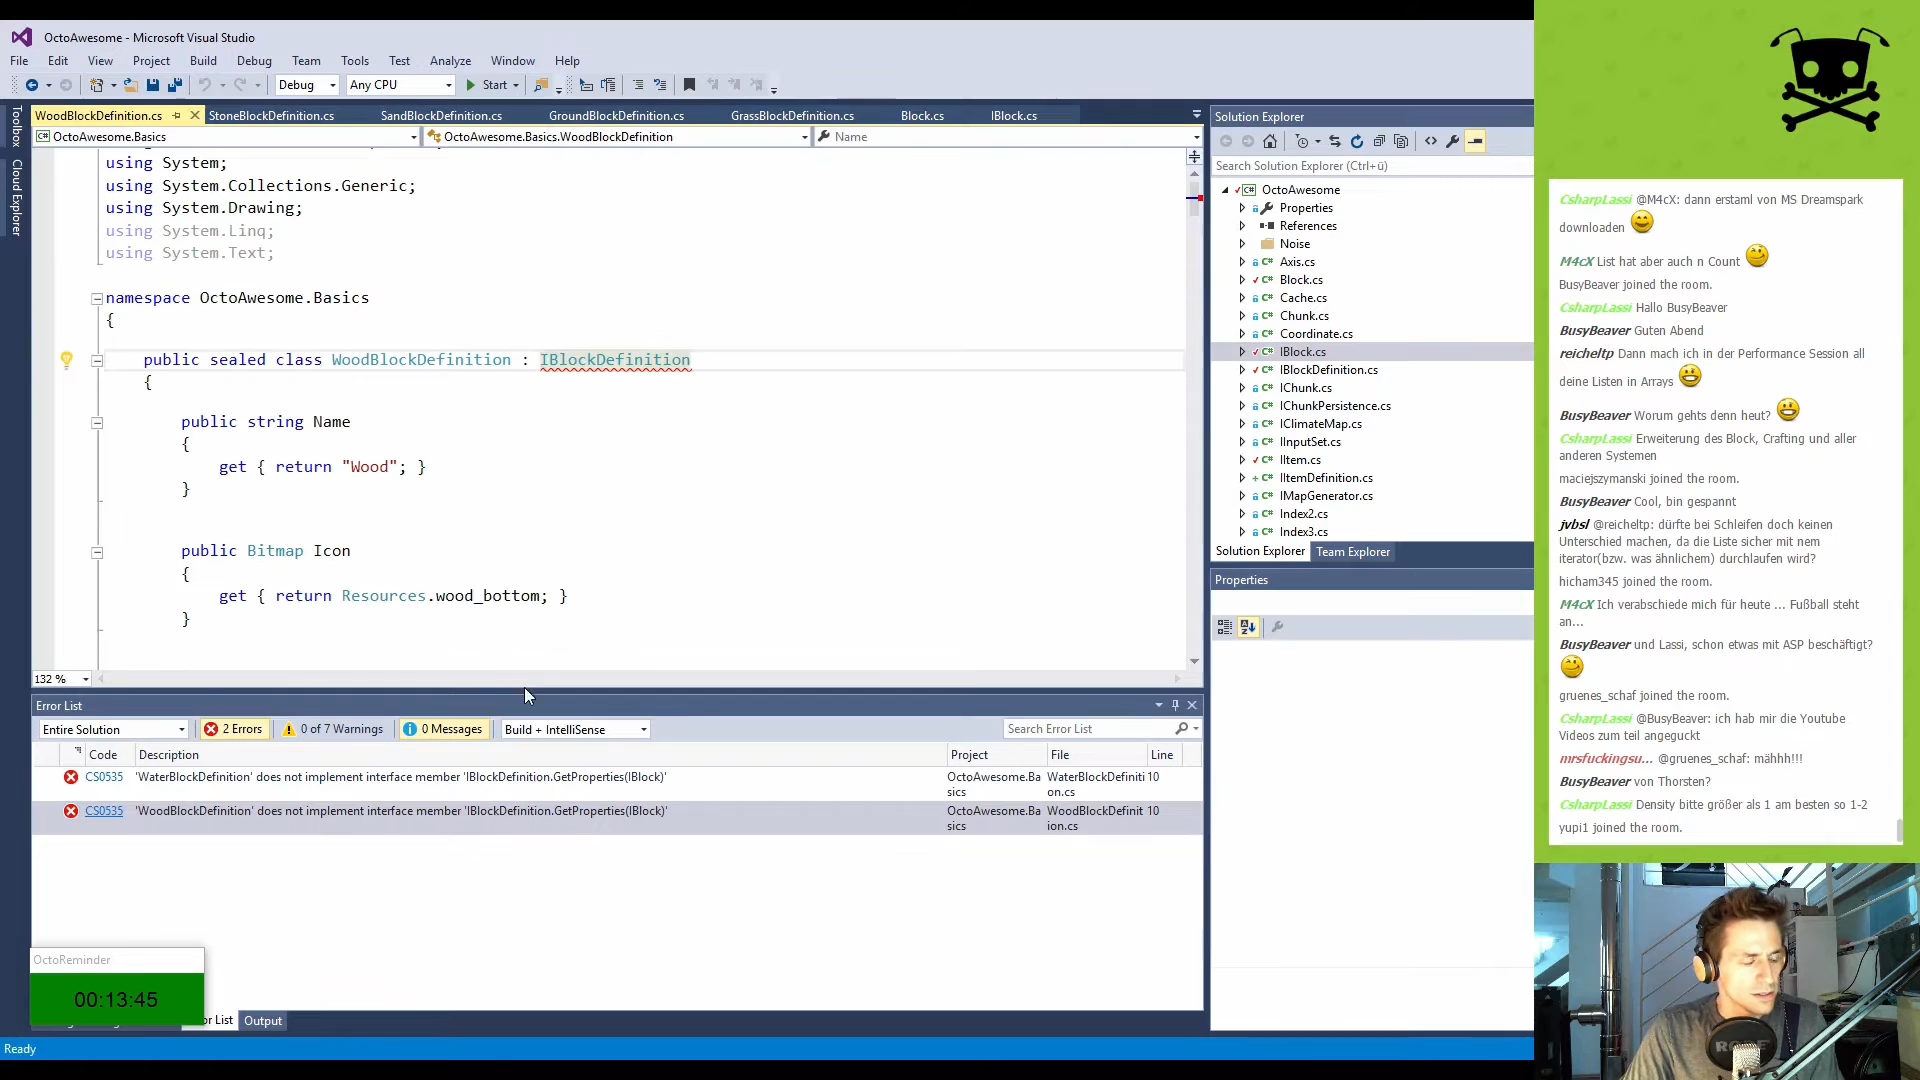 OctoAwesome - Microsoft Visual Studio
File Edit View Project Build Debug Team Tools Test Analyze Window Help
Debug Any CPU Start
Toolbox
Cloud Explorer
WoodBlockDefinition.cs StoneBlockDefinition.cs SandBlockDefinition.cs GroundBlockDefinition.cs GrassBlockDefinition.cs Block.cs IBlock.cs
OctoAwesome.Basics OctoAwesome.Basics.WoodBlockDefinition Name
using System;
using System.Collections.Generic;
using System.Drawing;
using System.Linq;
using System.Text;
namespace OctoAwesome.Basics
{
public sealed class WoodBlockDefinition : IBlockDefinition
{
public string Name
{
get { return "Wood"; }
}
public Bitmap Icon
{
get { return Resources.wood_bottom; }
}
132 %
Error List
Entire Solution 2 Errors 0 of 7 Warnings 0 Messages Build + IntelliSense Search Error List
Code Description Project File Line
CS0535 'WaterBlockDefinition' does not implement interface member 'IBlockDefinition.GetProperties(IBlock)' OctoAwesome.Ba WaterBlockDefiniti 10
sics on.cs
CS0535 'WoodBlockDefinition' does not implement interface member 'IBlockDefinition.GetProperties(IBlock)' OctoAwesome.Ba WoodBlockDefinit 10
sics ion.cs
OctoReminder
00:13:45
or List Output
Ready
Solution Explorer
Search Solution Explorer (Ctrl+ü)
OctoAwesome
Properties
References
Noise
Axis.cs
Block.cs
Cache.cs
Chunk.cs
Coordinate.cs
IBlock.cs
IBlockDefinition.cs
IChunk.cs
IChunkPersistence.cs
IClimateMap.cs
IInputSet.cs
IItem.cs
IItemDefinition.cs
IMapGenerator.cs
Index2.cs
Index3.cs
Solution Explorer Team Explorer
Properties
CsharpLassi @M4cX: dann erstaml von MS Dreamspark
downloaden
M4cX List hat aber auch n Count
BusyBeaver joined the room.
CsharpLassi Hallo BusyBeaver
BusyBeaver Guten Abend
reicheltp Dann mach ich in der Performance Session all
deine Listen in Arrays
BusyBeaver Worum gehts denn heut?
CsharpLassi Erweiterung des Block, Crafting und aller
anderen Systemen
maciejszymanski joined the room.
BusyBeaver Cool, bin gespannt
jvbsl @reicheltp: dürfte bei Schleifen doch keinen
Unterschied machen, da die Liste sicher mit nem
iterator(bzw. was ähnlichem) durchlaufen wird?
hicham345 joined the room.
M4cX Ich verabschiede mich für heute ... Fußball steht
an...
BusyBeaver und Lassi, schon etwas mit ASP beschäftigt?
gruenes_schaf joined the room.
CsharpLassi @BusyBeaver: ich hab mir die Youtube
Videos zum teil angeguckt
mrsfuckingsu... @gruenes_schaf: mähhh!!!
BusyBeaver von Thorsten?
CsharpLassi Density bitte größer als 1 am besten so 1-2
yupi1 joined the room.